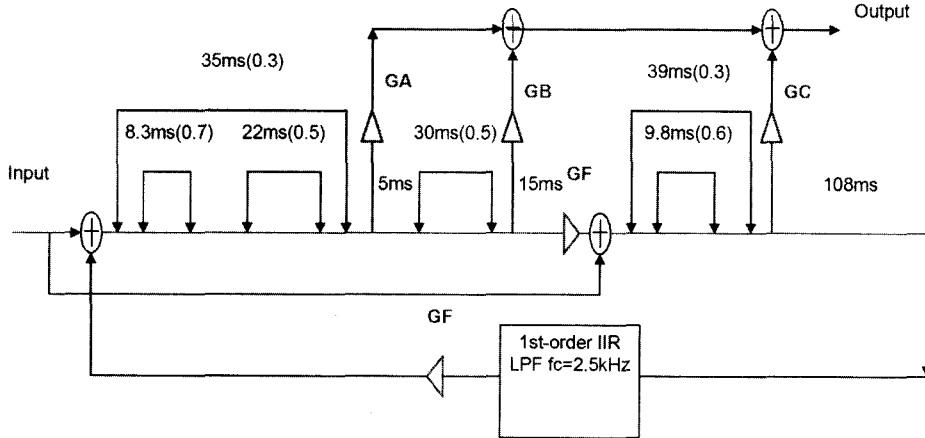 Output
35ms(0.3)
39ms(0.3)
GA
GB
GC
8.3ms(0.7)
22ms(0.5)
30ms(0.5)
9.8ms(0.6)
Input
5ms
15ms
GF
108ms
GF
1st-order IIR
LPF fc=2.5kHz